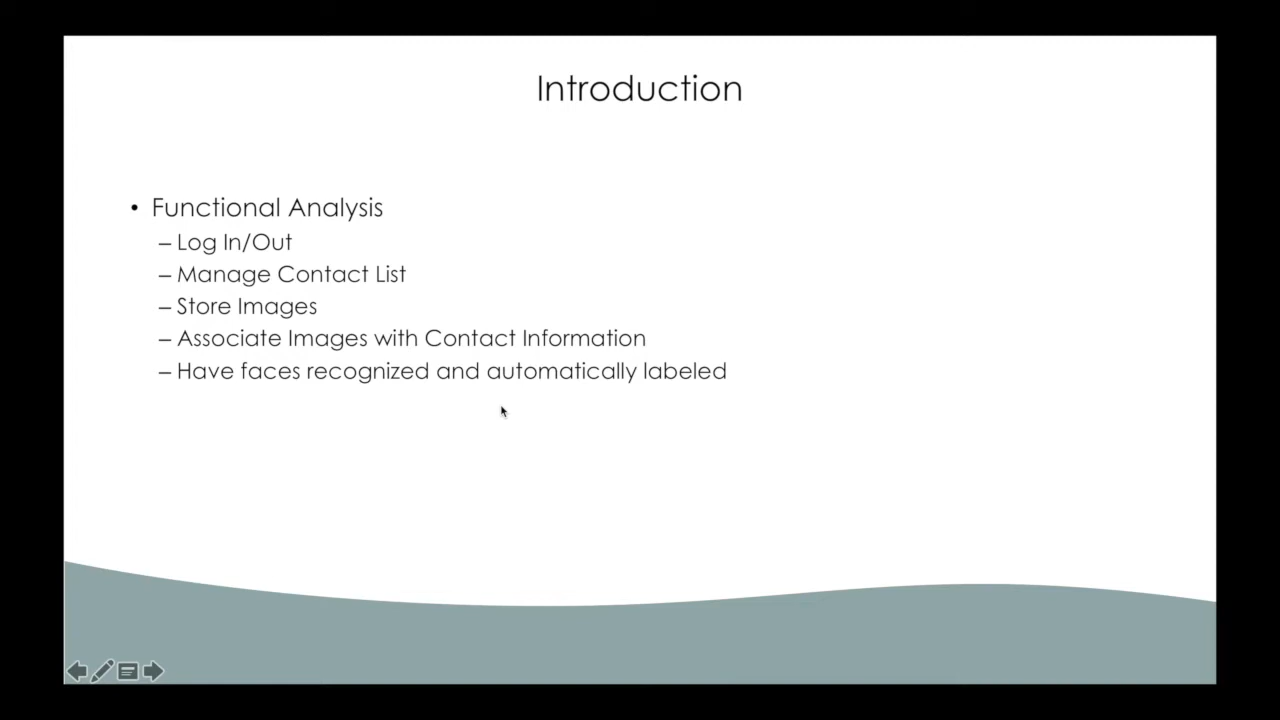 Introduction
• Functional Analysis
– Log In/Out
– Manage Contact List
– Store Images
– Associate Images with Contact Information
– Have faces recognized and automatically labeled